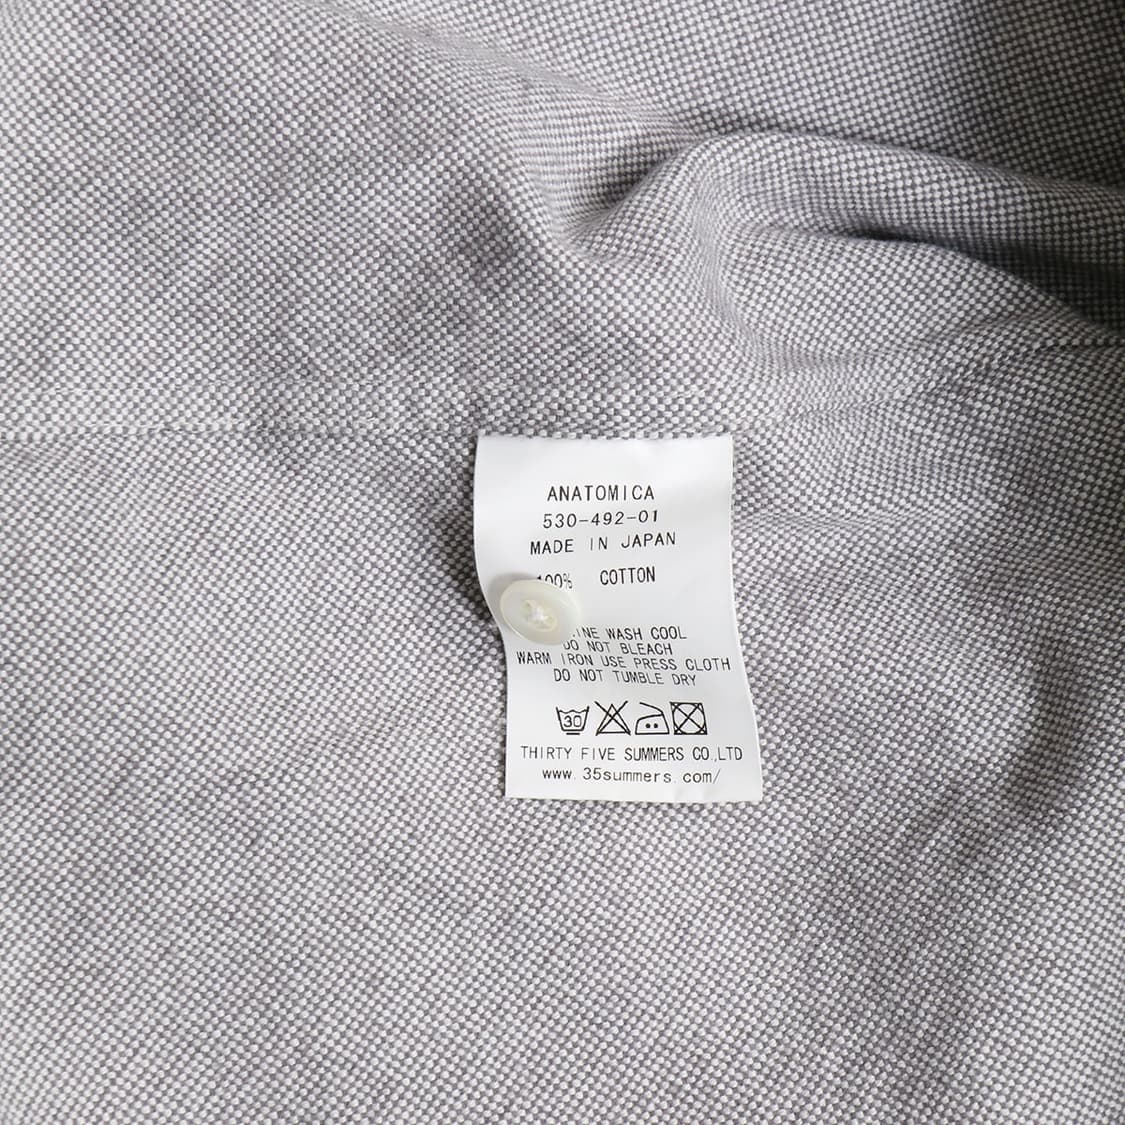 ANATOMICA
530-492-01
MADE IN JAPAN
100% COTTON
WASH COOL
DO NOT BLEACH
WARM IRON USE PRESS CLOTH
DO NOT TUMBLE DRY
30
THIRTY FIVE SUMMERS CO.,LTD
www.35summers.com/